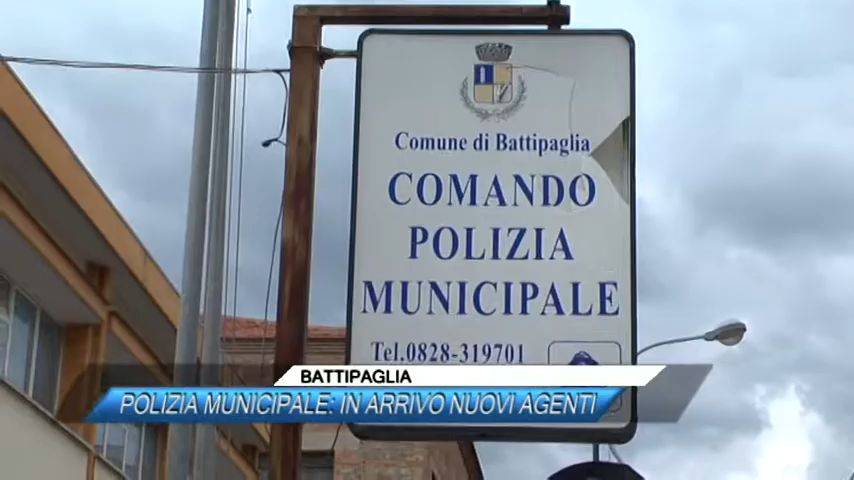 Comune di Battipaglia
COMANDO
POLIZIA
MUNICIPALE
Tel.0828-319701
BATTIPAGLIA
POLIZIA MUNICIPALE: IN ARRIVO NUOVI AGENTI